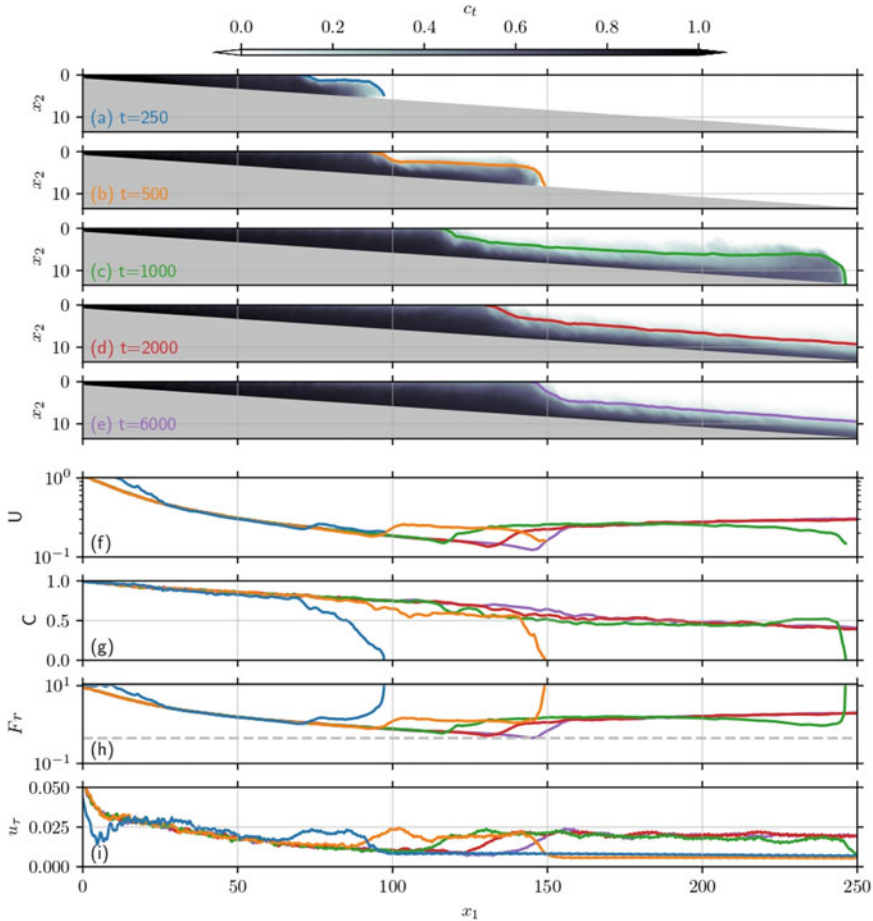 c_t
0.0 0.2 0.4 0.6 0.8 1.0
0
x_2
10
(a) t=250
0
x_2
10
(b) t=500
0
x_2
10
(c) t=1000
0
x_2
10
(d) t=2000
0
x_2
10
(e) t=6000
10^0
U
10^{-1}
(f)
1.0
C
0.5
0.0
(g)
10^1
Fr
10^{-1}
(h)
0.050
u_τ
0.025
0.000
(i)
0 50 100 150 200 250
x_1